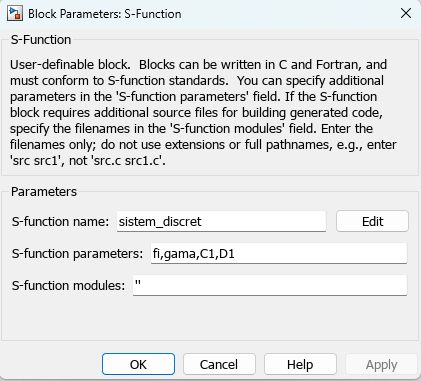 Block Parameters: S-Function
S-Function
User-definable block.  Blocks can be written in C and Fortran, and
must conform to S-function standards.  You can specify additional
parameters in the 'S-function parameters' field. If the S-function
block requires additional source files for building generated code,
specify the filenames in the 'S-function modules' field. Enter the
filenames only; do not use extensions or full pathnames, e.g., enter
'src src1', not 'src.c src1.c'.
Parameters
S-function name: sistem_discret Edit
S-function parameters: fi,gama,C1,D1
S-function modules: ''
OK Cancel Help Apply